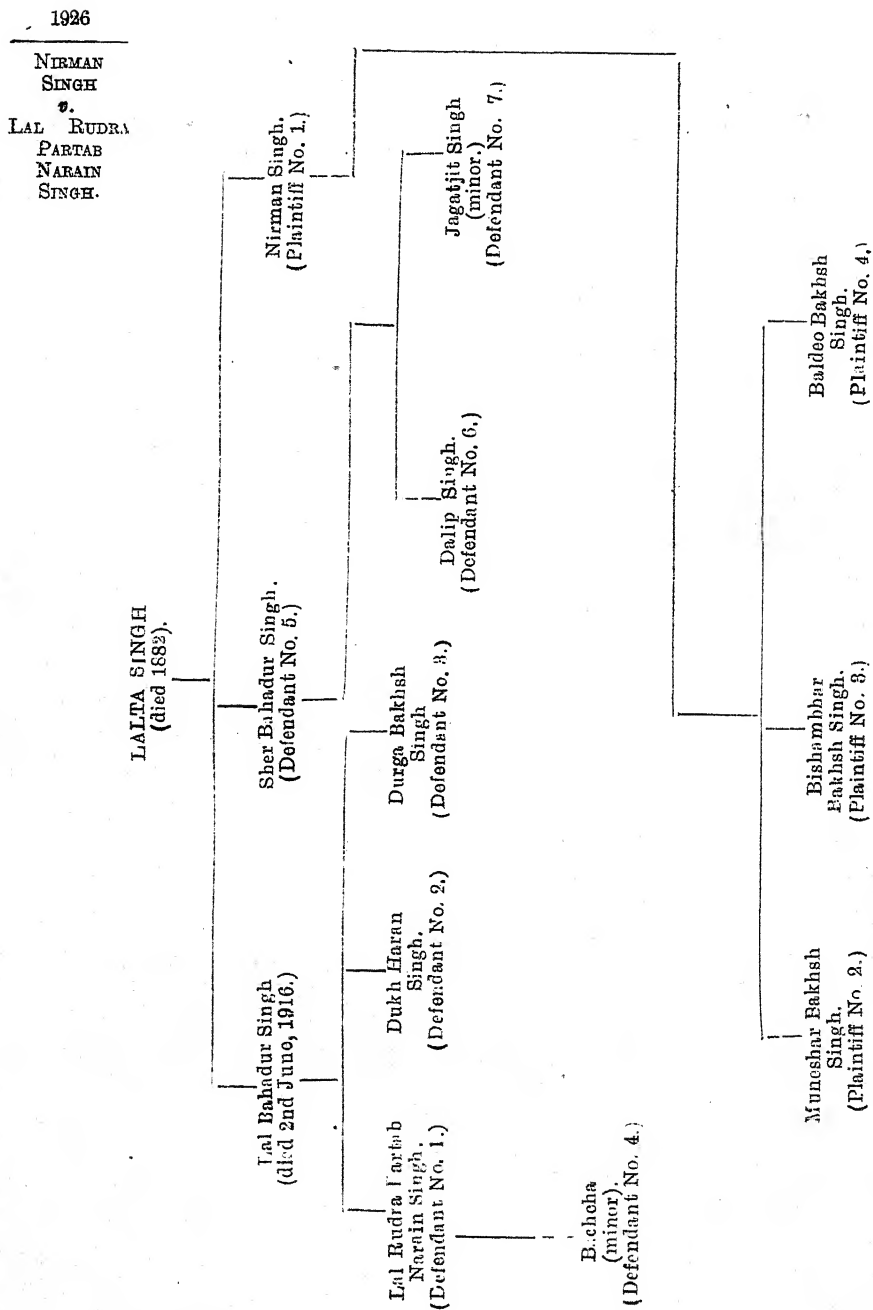 1926
NIRMAN
SINGH
v.
LAL RUDRA
PARTAB
NARAIN
SINGH.
LALTA SINGH
(died 1882).
Lal Bahadur Singh
(died 2nd June, 1916.)
Sher Bahadur Singh.
(Defendant No. 5.)
Nirman Singh.
(Plaintiff No. 1.)
Lal Rudra Partab
Narain Singh.
(Defendant No. 1.)
Dukh Haran
Singh.
(Defendant No. 2.)
Durga Bakhsh
Singh
(Defendant No. 3.)
Dalip Singh.
(Defendant No. 6.)
Jagatjit Singh
(minor.)
(Defendant No. 7.)
Bachcha
(minor).
(Defendant No. 4.)
Muneshar Bakhsh
Singh.
(Plaintiff No. 2.)
Bishambhar
Bakhsh Singh.
(Plaintiff No. 3.)
Baldeo Bakhsh
Singh.
(Plaintiff No. 4.)